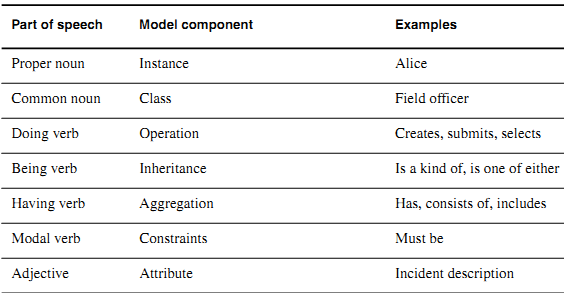 Part of speech Model component Examples
Proper noun Instance Alice
Common noun Class Field officer
Doing verb Operation Creates, submits, selects
Being verb Inheritance Is a kind of, is one of either
Having verb Aggregation Has, consists of, includes
Modal verb Constraints Must be
Adjective Attribute Incident description